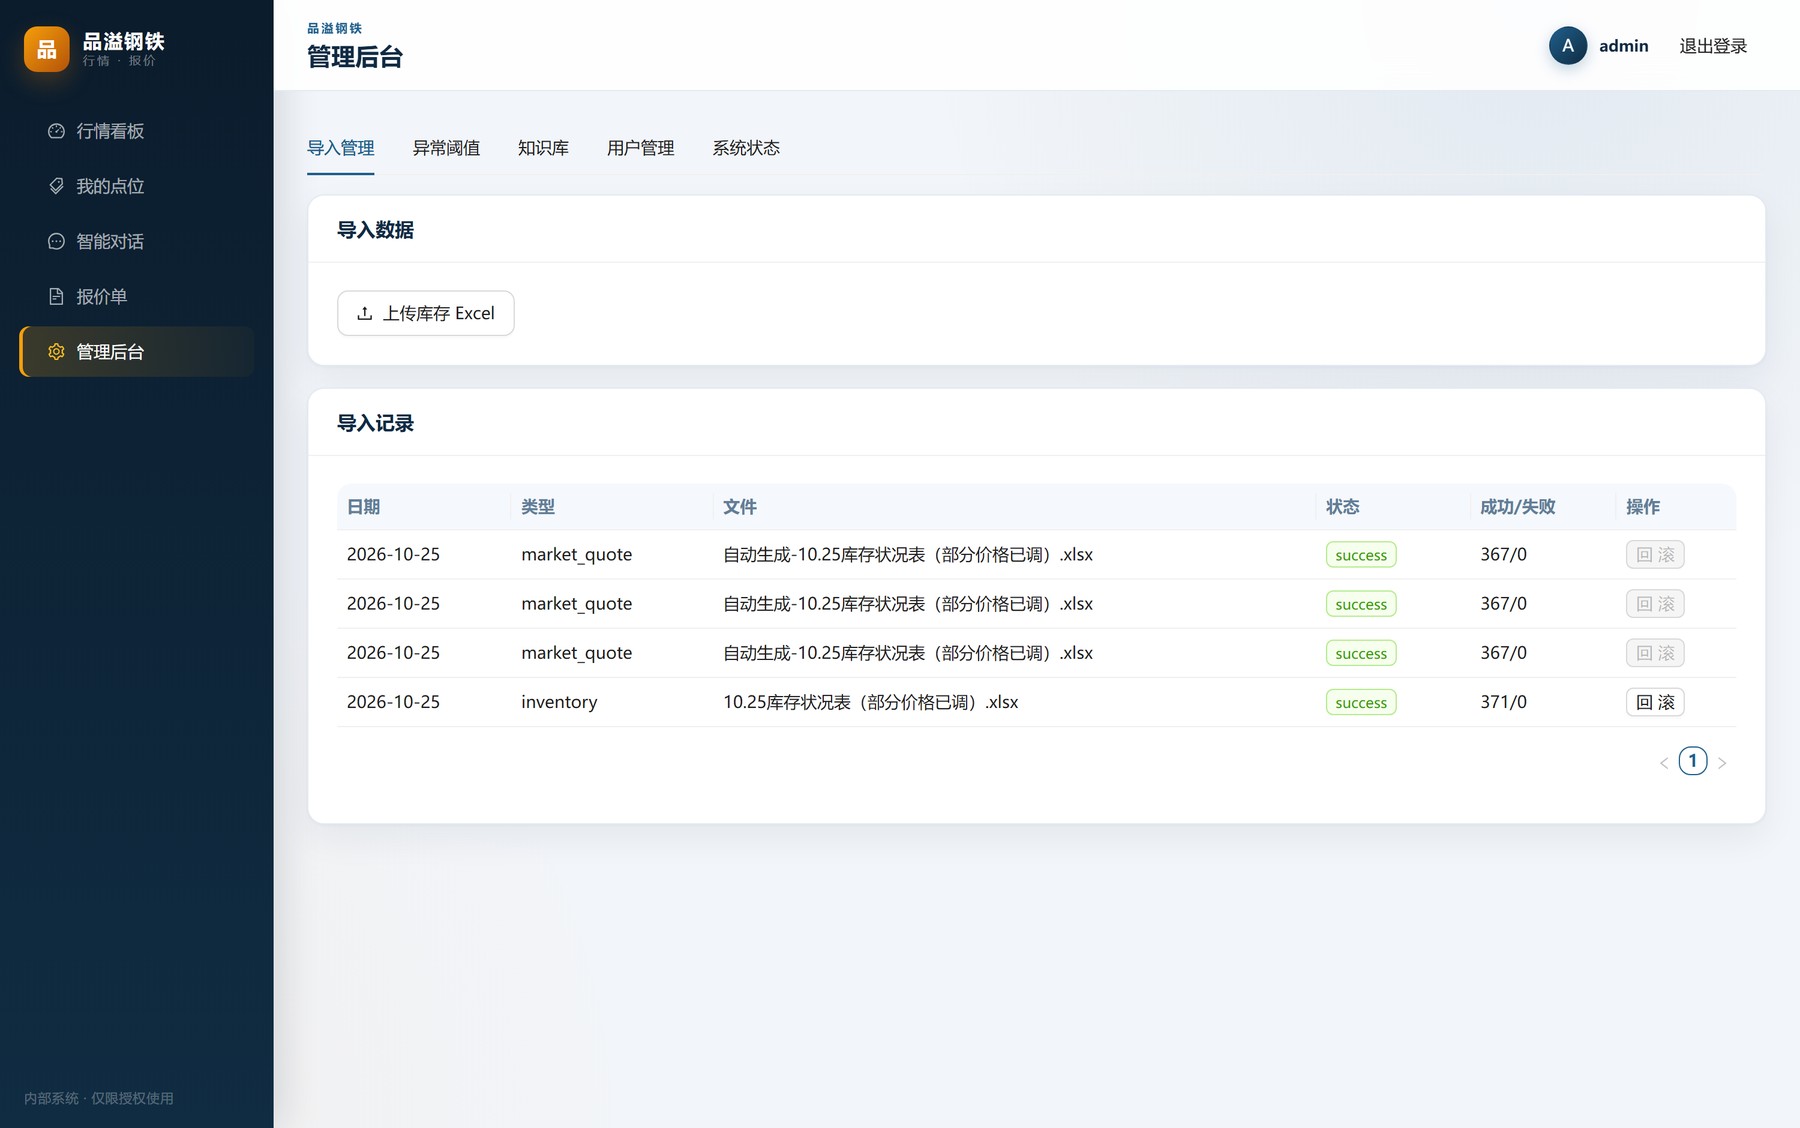 品
品溢钢铁
行情 · 报价
行情看板
我的点位
智能对话
报价单
管理后台
内部系统 · 仅限授权使用
品溢钢铁
管理后台
A admin 退出登录
导入管理 异常阈值 知识库 用户管理 系统状态
导入数据
上传库存 Excel
导入记录
日期 类型 文件 状态 成功/失败 操作
2026-10-25 market_quote 自动生成-10.25库存状况表（部分价格已调）.xlsx success 367/0 回 滚
2026-10-25 market_quote 自动生成-10.25库存状况表（部分价格已调）.xlsx success 367/0 回 滚
2026-10-25 market_quote 自动生成-10.25库存状况表（部分价格已调）.xlsx success 367/0 回 滚
2026-10-25 inventory 10.25库存状况表（部分价格已调）.xlsx success 371/0 回 滚
1